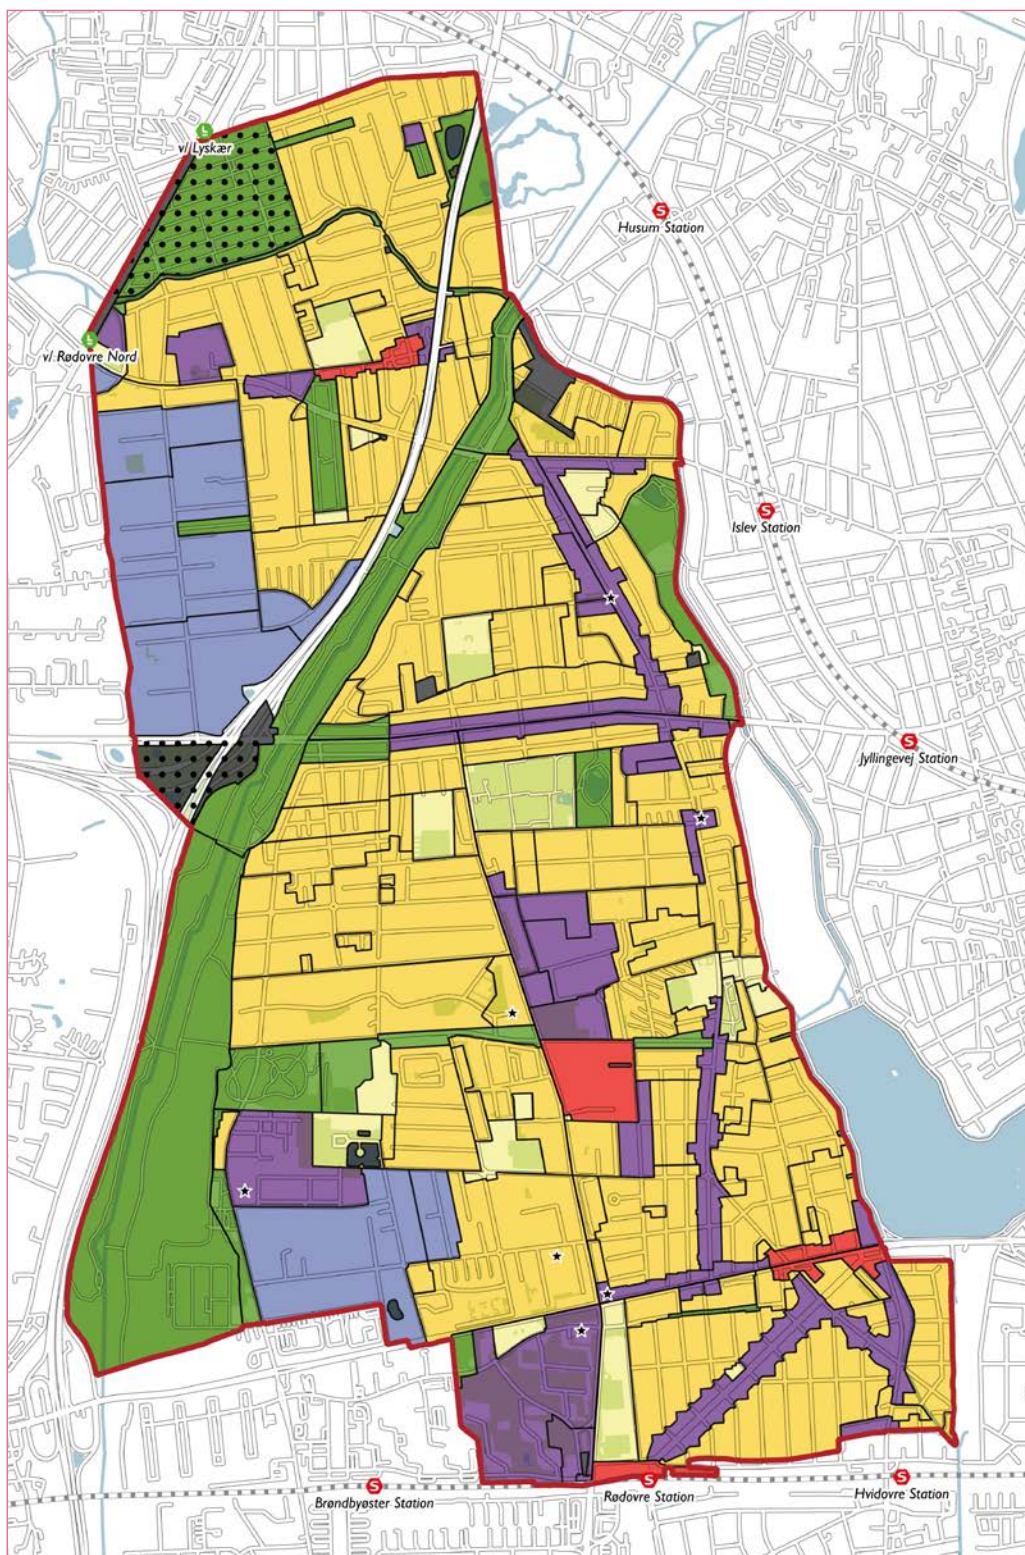 v/ Lyskær
S
Husum Station
v/ Rødovre Nord
S
Islev Station
S
Jyllingevej Station
S
Brøndbyøster Station
S
Rødovre Station
S
Hvidovre Station